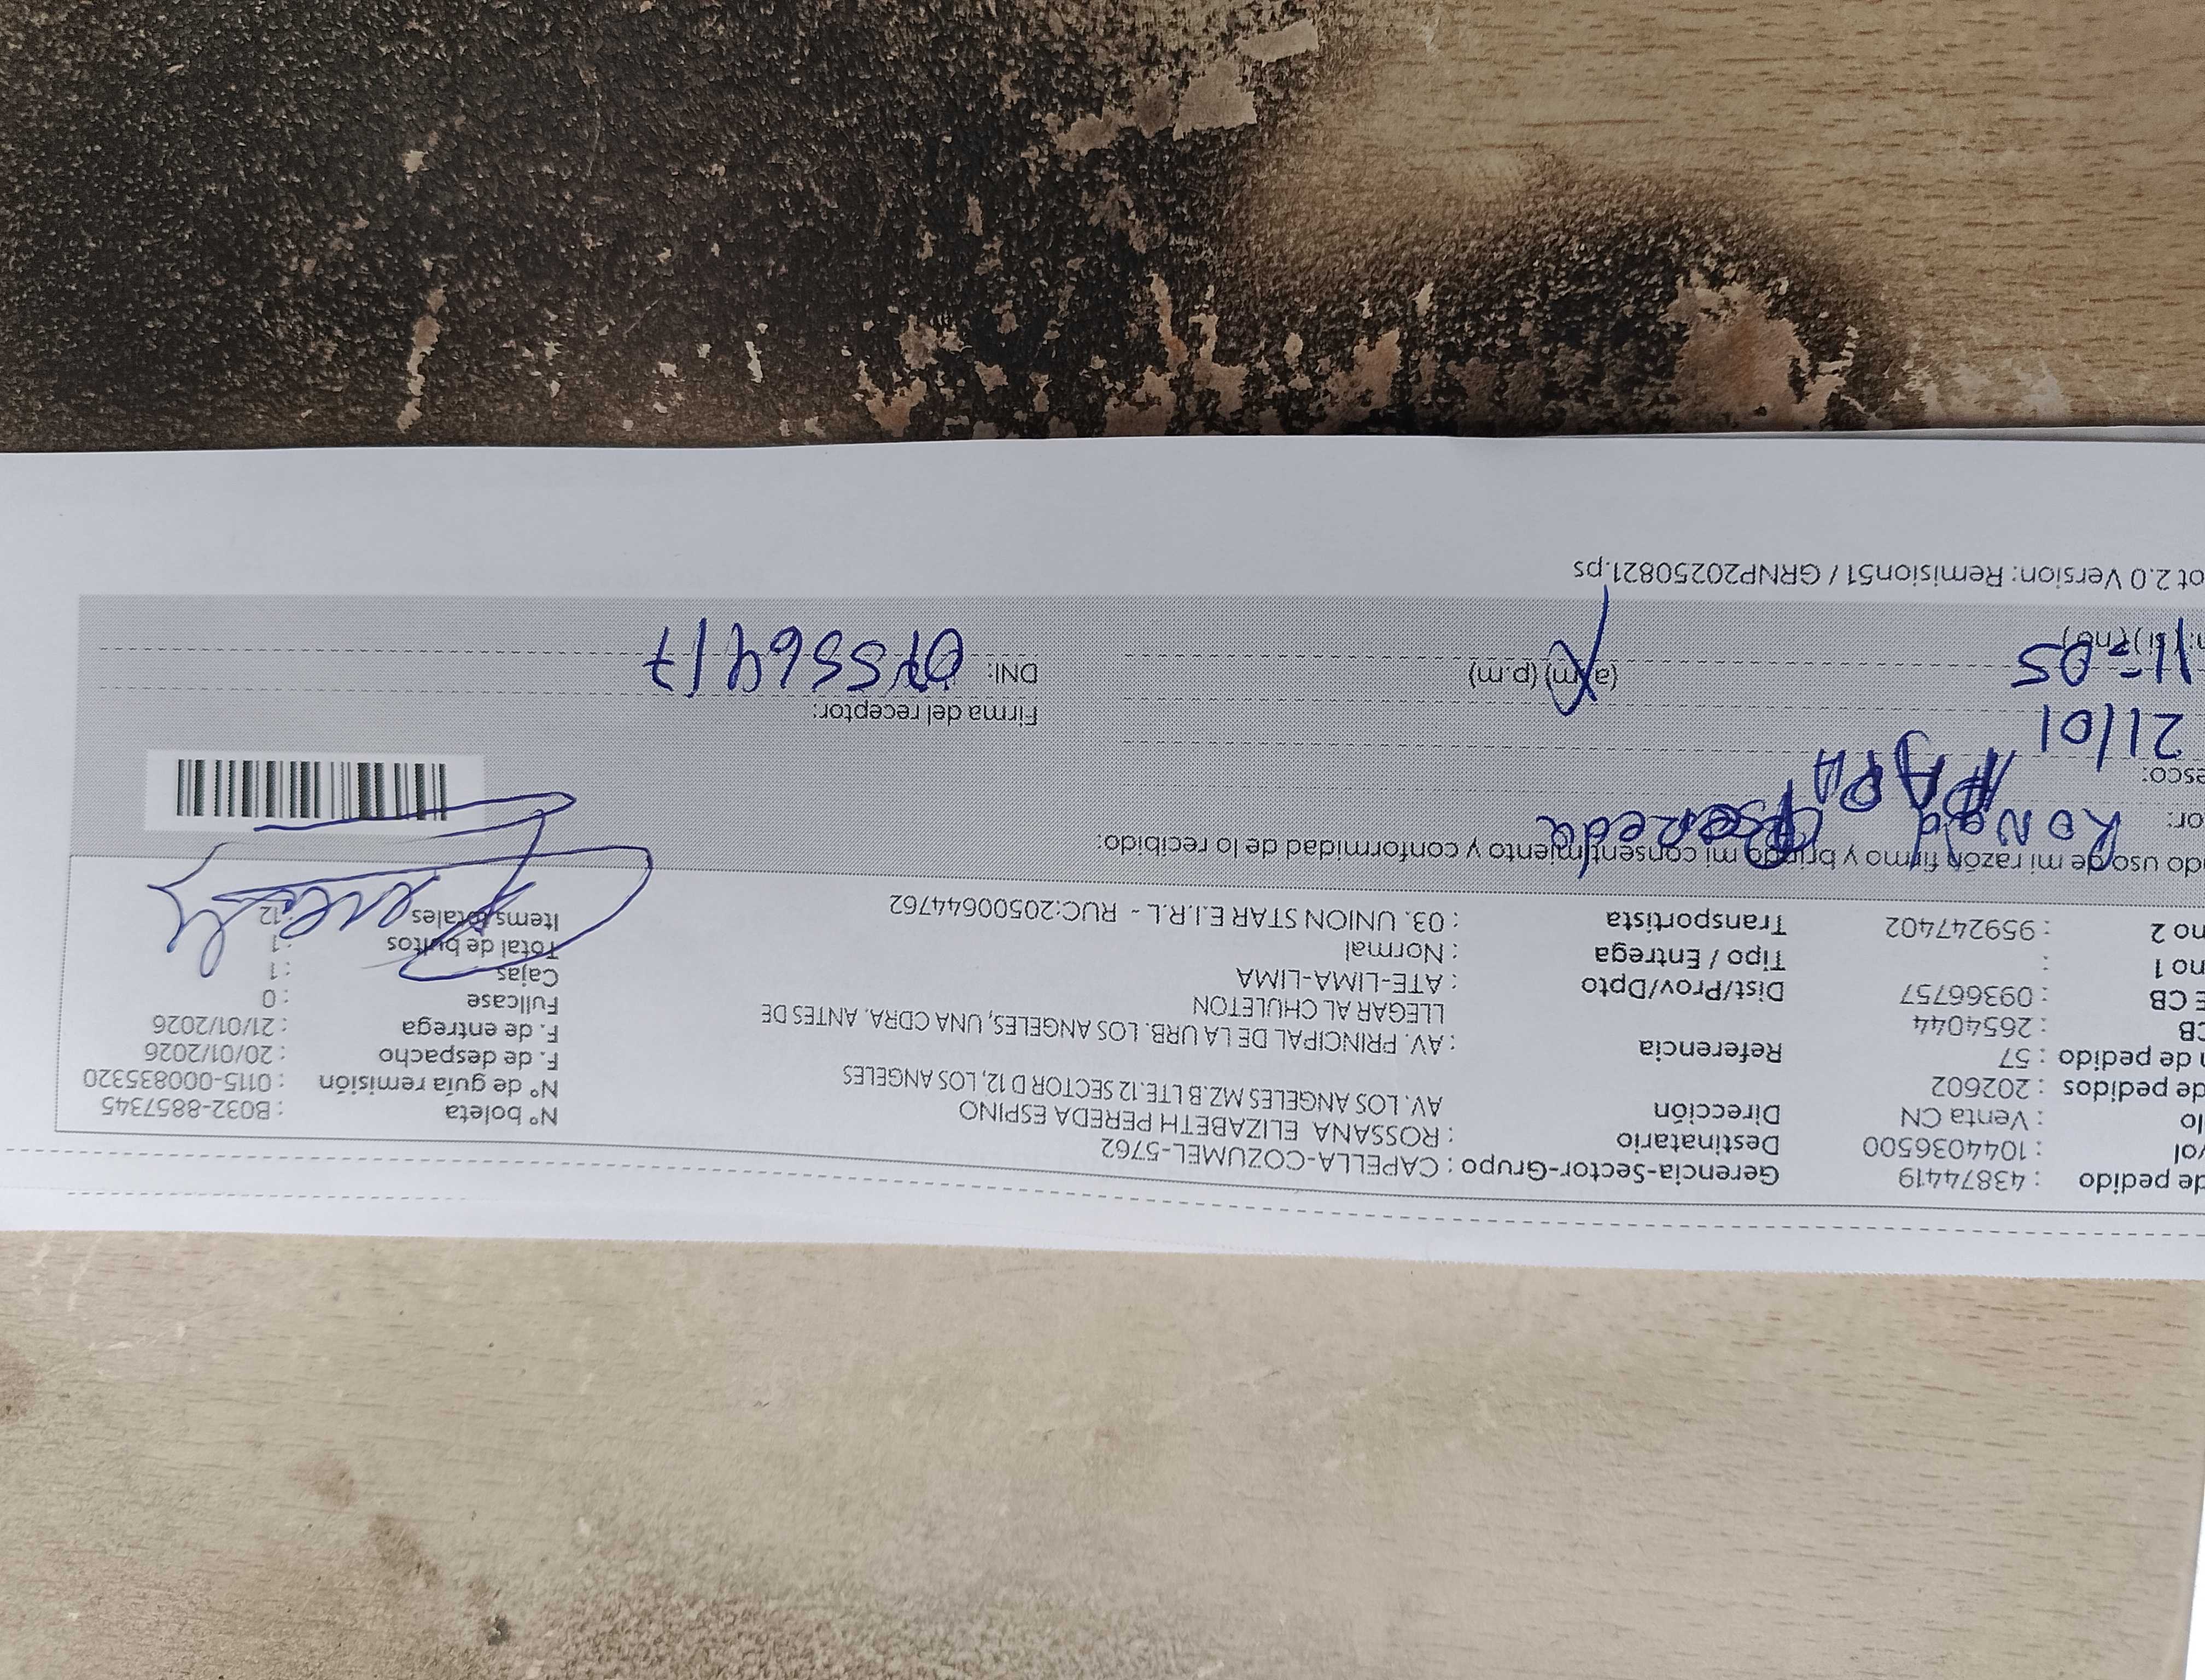 de pedido : 43874419 Gerencia-Sector-Grupo : CAPELLA-COZUMEL-5762
: 1044036500 Destinatario : ROSSANA ELIZABETH PEREDA ESPINO Nº boleta : B032-8857345
: Venta CN Dirección AV. LOS ANGELES MZ.B LTE.12 SECTOR D 12, LOS ANGELES Nº de guía remisión : 0115-000835320
de pedidos : 202602 F. de despacho : 20/01/2026
de pedido : 57 Referencia : AV. PRINCIPAL DE LA URB. LOS ANGELES, UNA CDRA. ANTES DE F. de entrega : 21/01/2026
CB : 2654044 LLEGAR AL CHULETON Fullcase : 0
E CB : 09366757 Dist/Prov/Dpto : ATE-LIMA-LIMA Cajas : 1
no 1 : Tipo / Entrega : Normal Total de bultos : 1
no 2 : 959247402 Transportista : 03. UNION STAR E.I.R.L - RUC:20500644762 Items totales : 12
do uso de mi razón firmo y brindo mi consentimiento y conformidad de lo recibido:
or: Ronald Pereda
esco: PAPA
21/01 Firma del receptor:
11:05 (a.m) (p.m) DNI: 07556417
ot 2.0 Version: Remision51 / GRNP20250821.ps